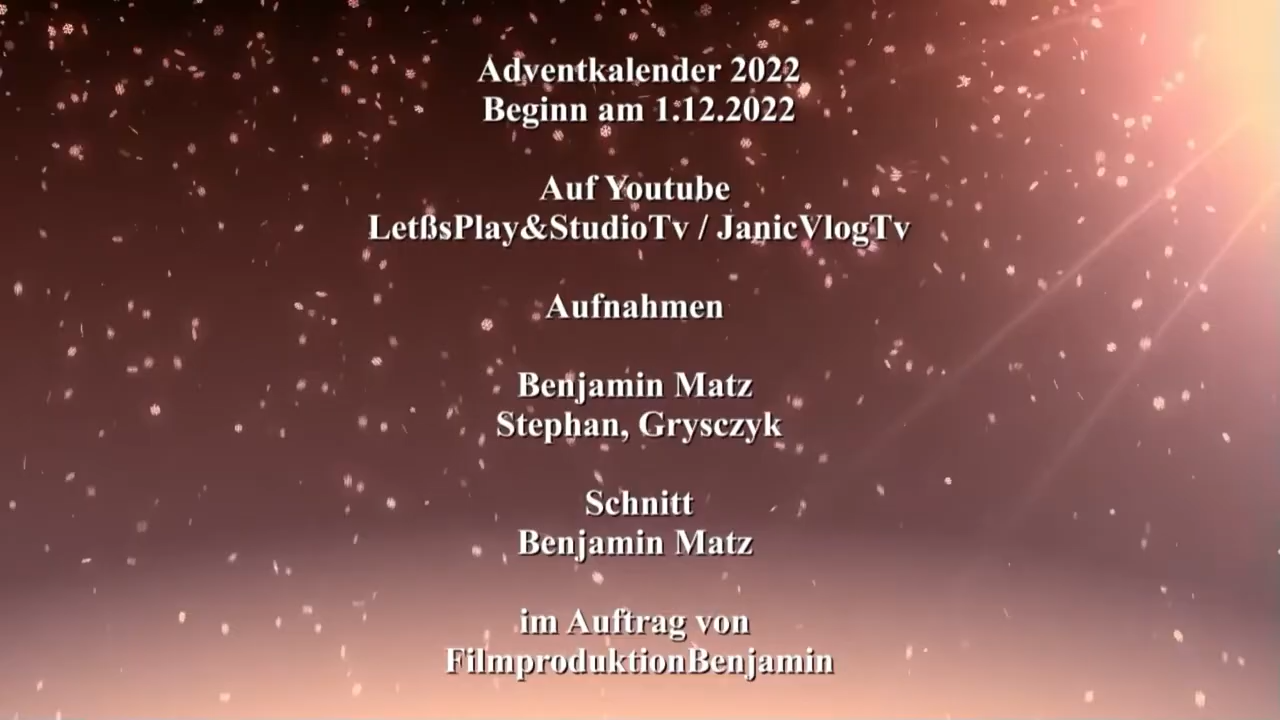 Adventkalender 2022
Beginn am 1.12.2022
Auf Youtube
LetßsPlay&StudioTv / JanicVlogTv
Aufnahmen
Benjamin Matz
Stephan, Grysczyk
Schnitt
Benjamin Matz
im Auftrag von
FilmproduktionBenjamin